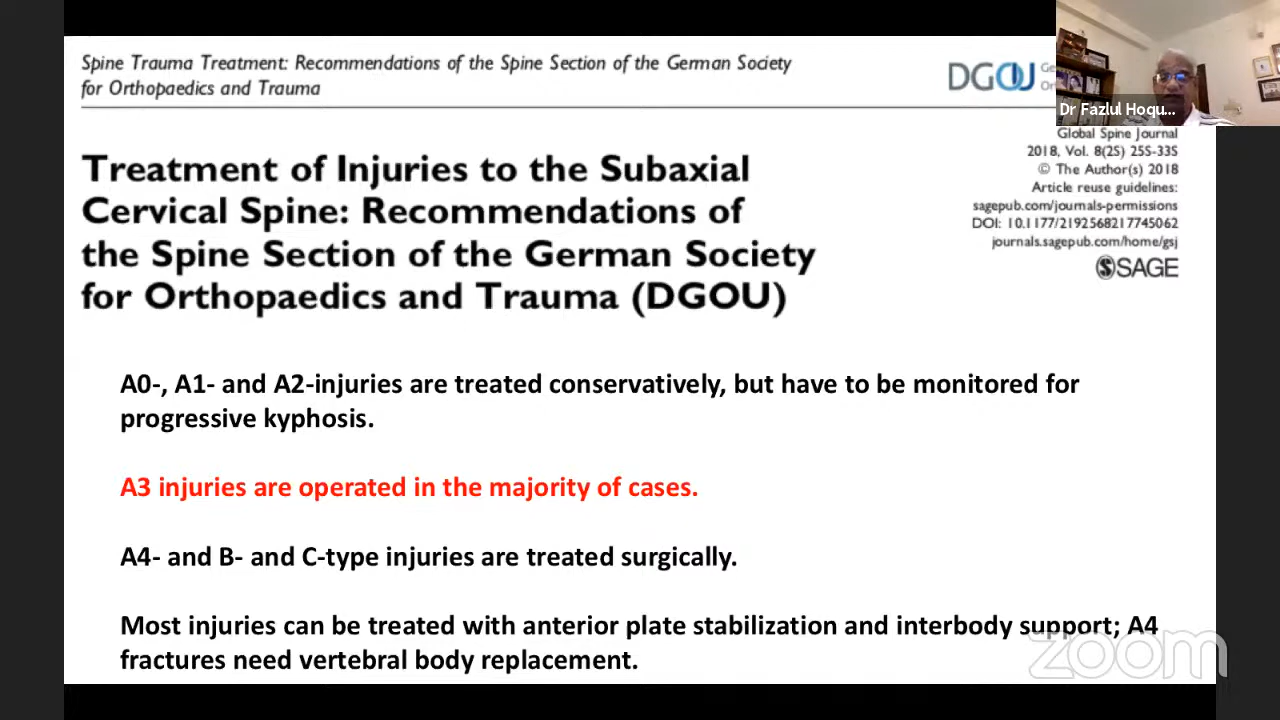 Spine Trauma Treatment: Recommendations of the Spine Section of the German Society
for Orthopaedics and Trauma
DGOU
Dr Fazlul Hoqu...
Global Spine Journal
2018, Vol. 8(2S) 25S-33S
© The Author(s) 2018
Article reuse guidelines:
sagepub.com/journals-permissions
DOI: 10.1177/2192568217745062
journals.sagepub.com/home/gsj
SAGE
Treatment of Injuries to the Subaxial
Cervical Spine: Recommendations of
the Spine Section of the German Society
for Orthopaedics and Trauma (DGOU)
A0-, A1- and A2-injuries are treated conservatively, but have to be monitored for
progressive kyphosis.
A3 injuries are operated in the majority of cases.
A4- and B- and C-type injuries are treated surgically.
Most injuries can be treated with anterior plate stabilization and interbody support; A4
fractures need vertebral body replacement.
zoom